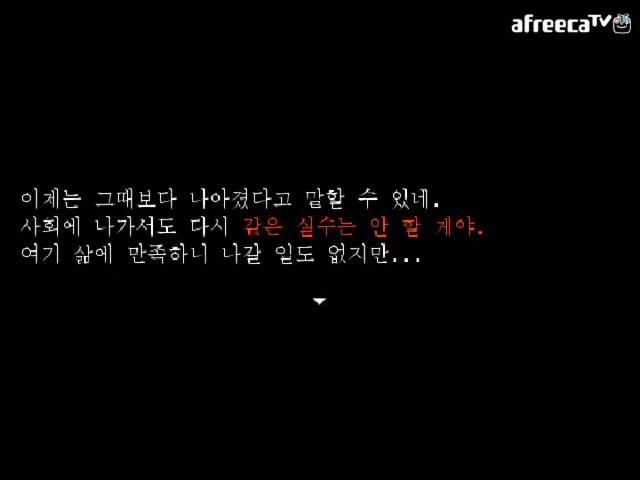 afreecaTV
이제는 그때보다 나아졌다고 말할 수 있네.
사회에 나가서도 다시 같은 실수는 안 할 게야.
여기 삶에 만족하니 나갈 일도 없지만...